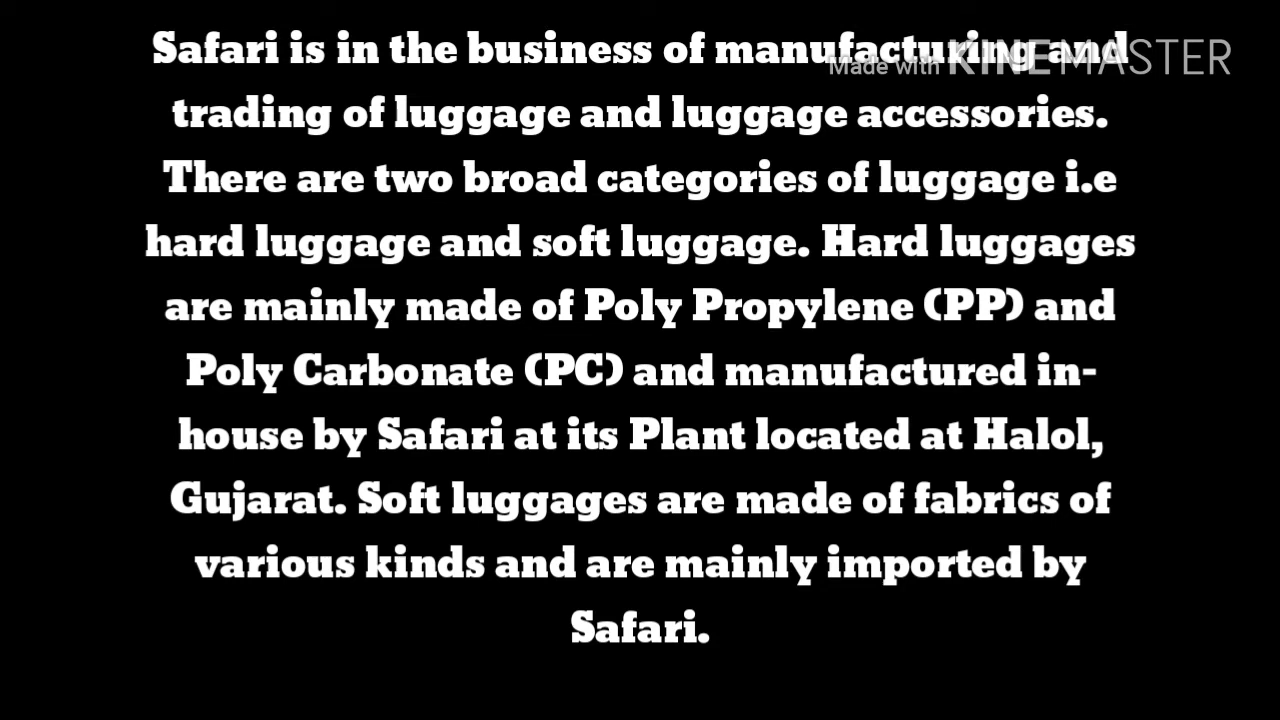 Safari is in the business of manufacturing and
Made with KINEMASTER
trading of luggage and luggage accessories.
There are two broad categories of luggage i.e
hard luggage and soft luggage. Hard luggages
are mainly made of Poly Propylene (PP) and
Poly Carbonate (PC) and manufactured in-
house by Safari at its Plant located at Halol,
Gujarat. Soft luggages are made of fabrics of
various kinds and are mainly imported by
Safari.